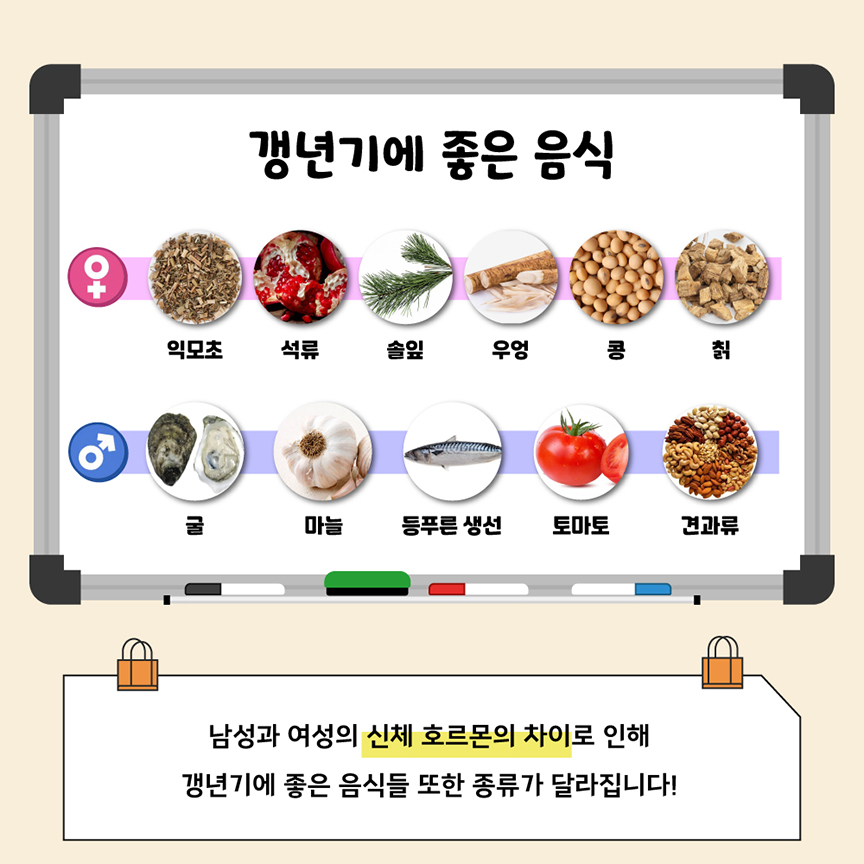 갱년기에 좋은 음식
익모초 석류 솔잎 우엉 콩 칡
굴 마늘 등푸른 생선 토마토 견과류
남성과 여성의 신체 호르몬의 차이로 인해
갱년기에 좋은 음식들 또한 종류가 달라집니다!